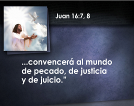 Juan 16:7, 8
...convencerá al mundo
de pecado, de justicia
y de juicio."